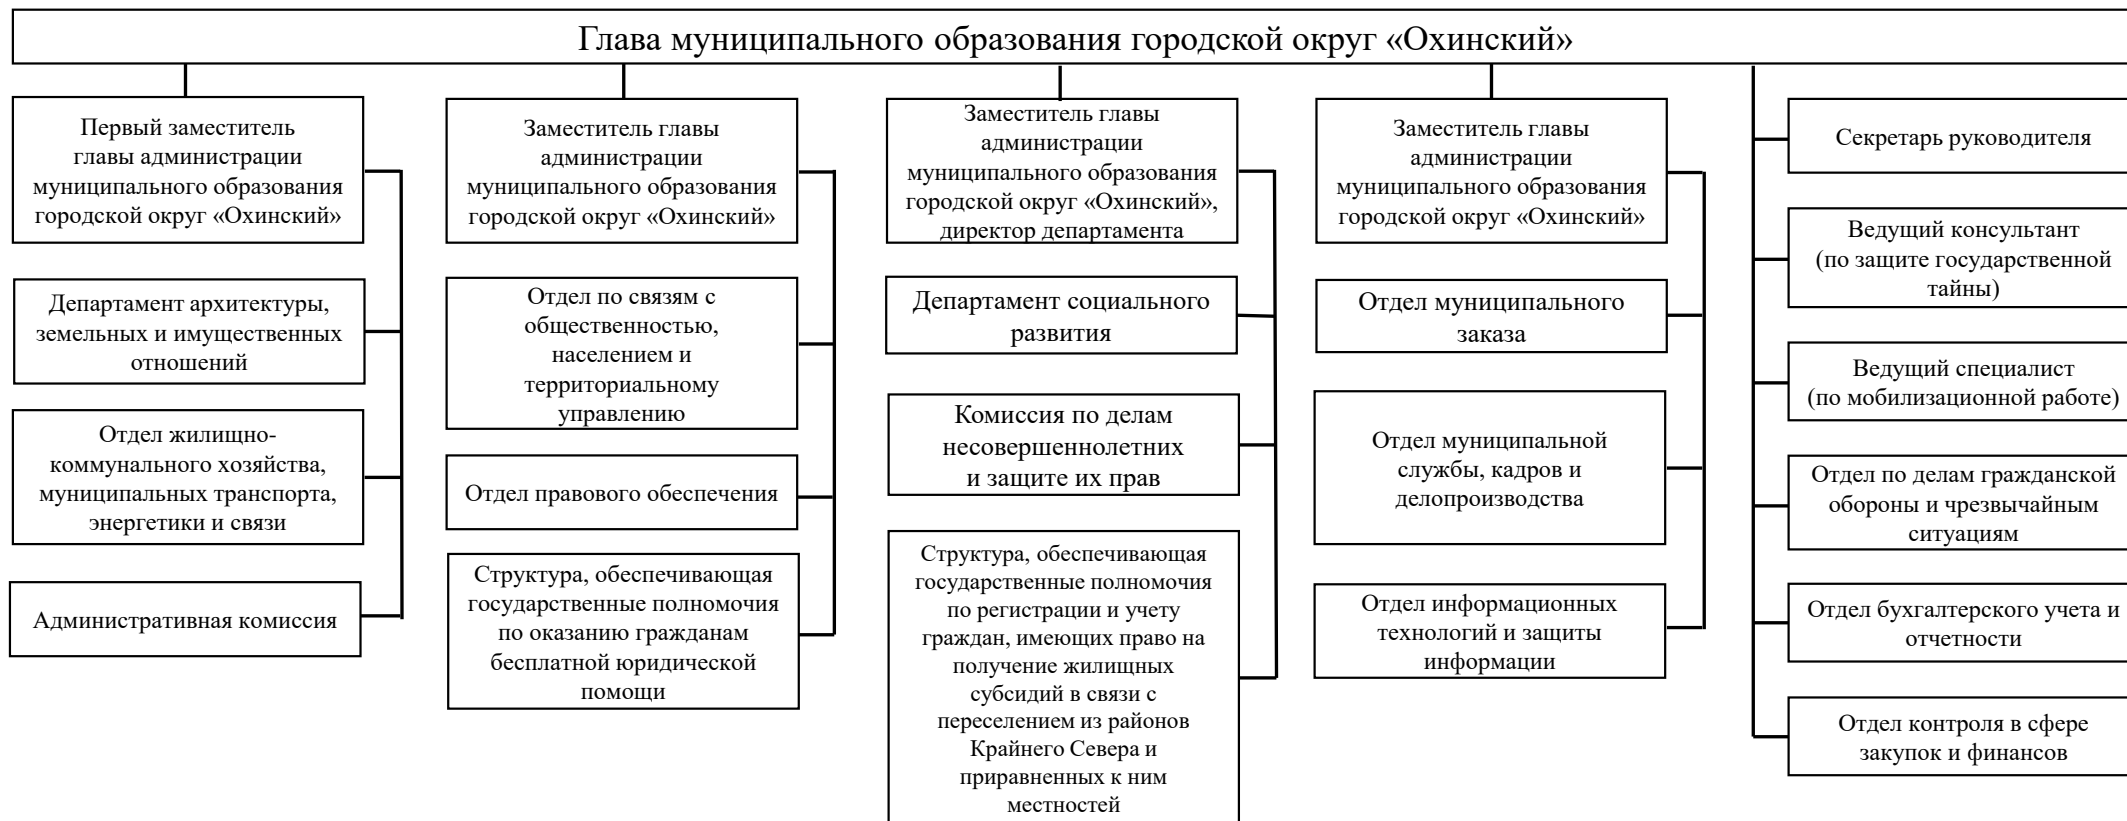 Глава муниципального образования городской округ «Охинский»
Первый заместитель
главы администрации
муниципального образования
городской округ «Охинский»
Департамент архитектуры,
земельных и имущественных
отношений
Отдел жилищно-
коммунального хозяйства,
муниципальных транспорта,
энергетики и связи
Административная комиссия
Заместитель главы
администрации
муниципального образования
городской округ «Охинский»
Отдел по связям с
общественностью,
населением и
территориальному
управлению
Отдел правового обеспечения
Структура, обеспечивающая
государственные полномочия
по оказанию гражданам
бесплатной юридической
помощи
Заместитель главы
администрации
муниципального образования
городской округ «Охинский»,
директор департамента
Департамент социального
развития
Комиссия по делам
несовершеннолетних
и защите их прав
Структура, обеспечивающая
государственные полномочия
по регистрации и учету
граждан, имеющих право на
получение жилищных
субсидий в связи с
переселением из районов
Крайнего Севера и
приравненных к ним
местностей
Заместитель главы
администрации
муниципального образования
городской округ «Охинский»
Отдел муниципального
заказа
Отдел муниципальной
службы, кадров и
делопроизводства
Отдел информационных
технологий и защиты
информации
Секретарь руководителя
Ведущий консультант
(по защите государственной
тайны)
Ведущий специалист
(по мобилизационной работе)
Отдел по делам гражданской
обороны и чрезвычайным
ситуациям
Отдел бухгалтерского учета и
отчетности
Отдел контроля в сфере
закупок и финансов